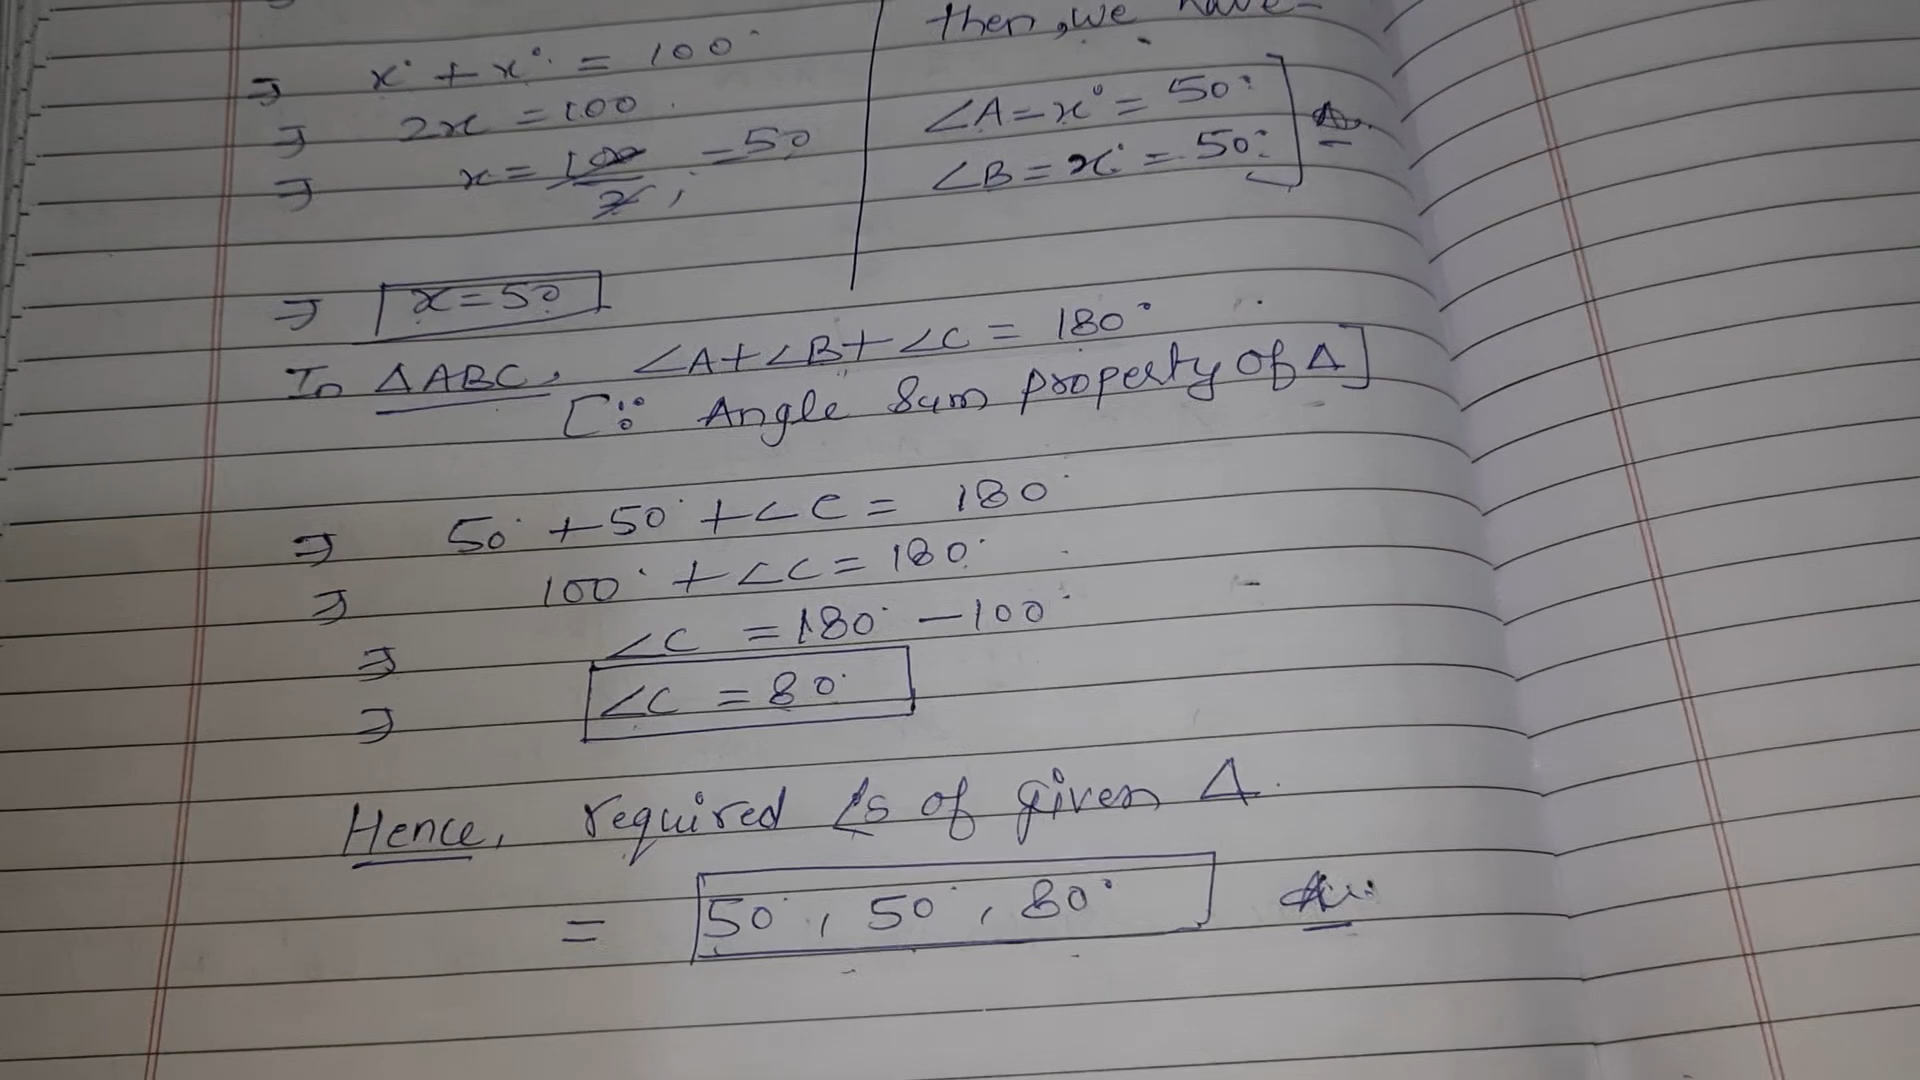 ⇒ x° + x° = 100°
⇒ 2x = 100
⇒ x = 100/2 = 50
⇒ x = 50
then, we have
∠A = x° = 50°
∠B = x° = 50°
In ΔABC, ∠A + ∠B + ∠C = 180°
[∵ Angle Sum property of Δ]
⇒ 50° + 50° + ∠C = 180°
⇒ 100° + ∠C = 180°
⇒ ∠C = 180° − 100°
⇒ ∠C = 80°
Hence, required ∠s of given Δ.
= 50°, 50°, 80°